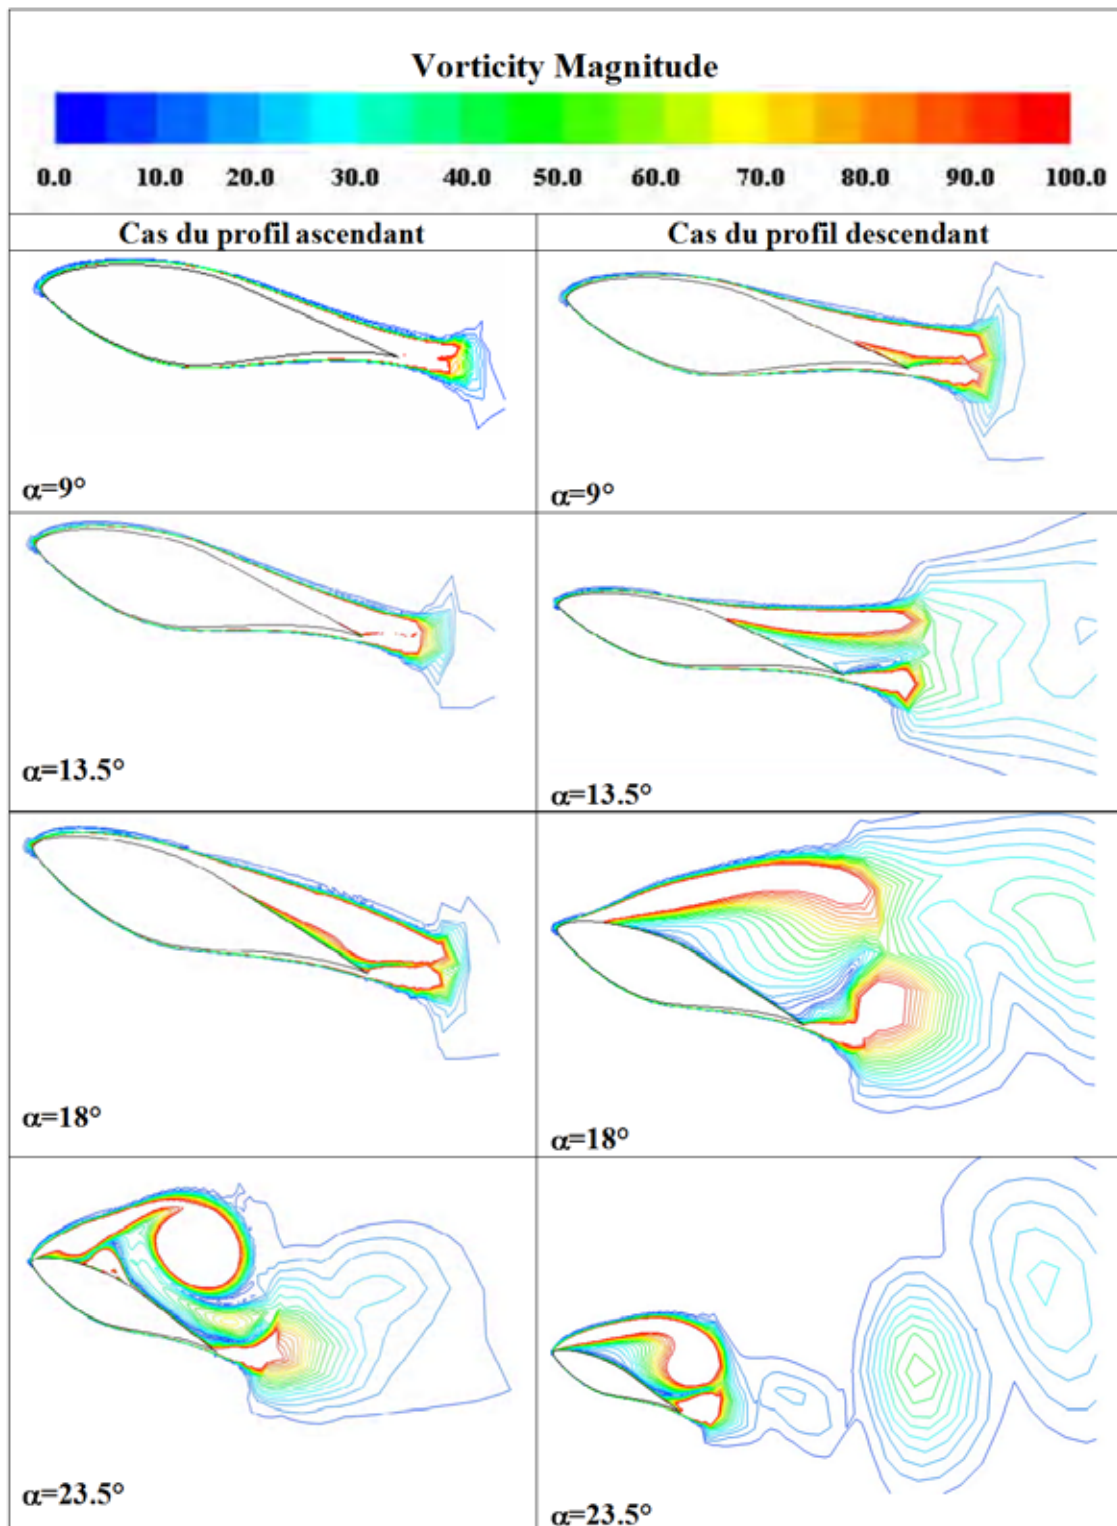 Vorticity Magnitude
0.0 10.0 20.0 30.0 40.0 50.0 60.0 70.0 80.0 90.0 100.0
Cas du profil ascendant Cas du profil descendant
α=9° α=9°
α=13.5° α=13.5°
α=18° α=18°
α=23.5° α=23.5°